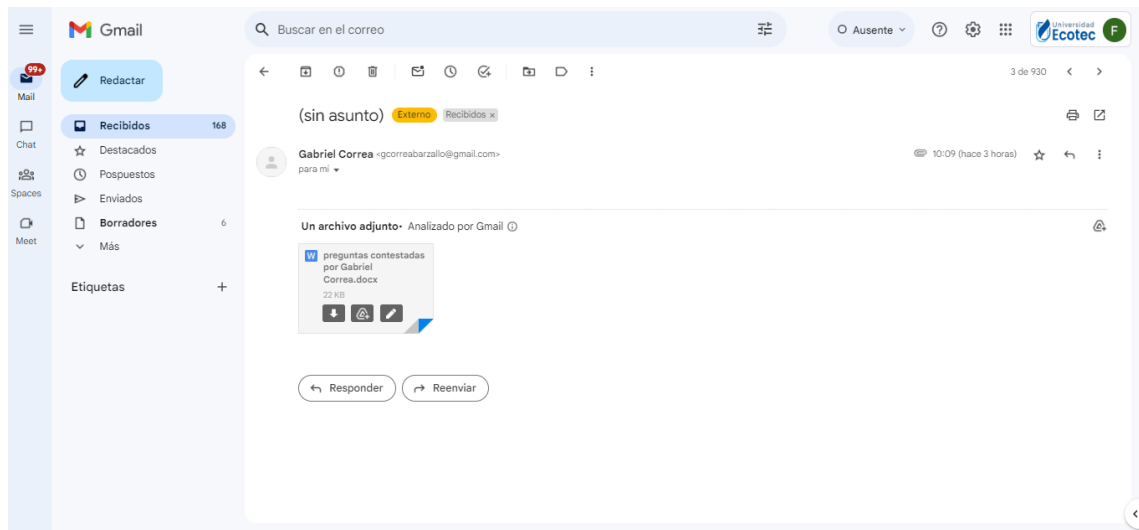 Gmail
Buscar en el correo
Ausente
Universidad
Ecotec
F
99+
Mail
Redactar
3 de 930
Recibidos 168
(sin asunto) Externo Recibidos x
Chat
Destacados
Gabriel Correa <gcorreabarzallo@gmail.com> 10:09 (hace 3 horas)
para mi
Pospuestos
Spaces
Enviados
Borradores 6
Un archivo adjunto• Analizado por Gmail
Meet
Más
W preguntas contestadas
por Gabriel
Correa.docx
22 KB
Etiquetas +
Responder Reenviar